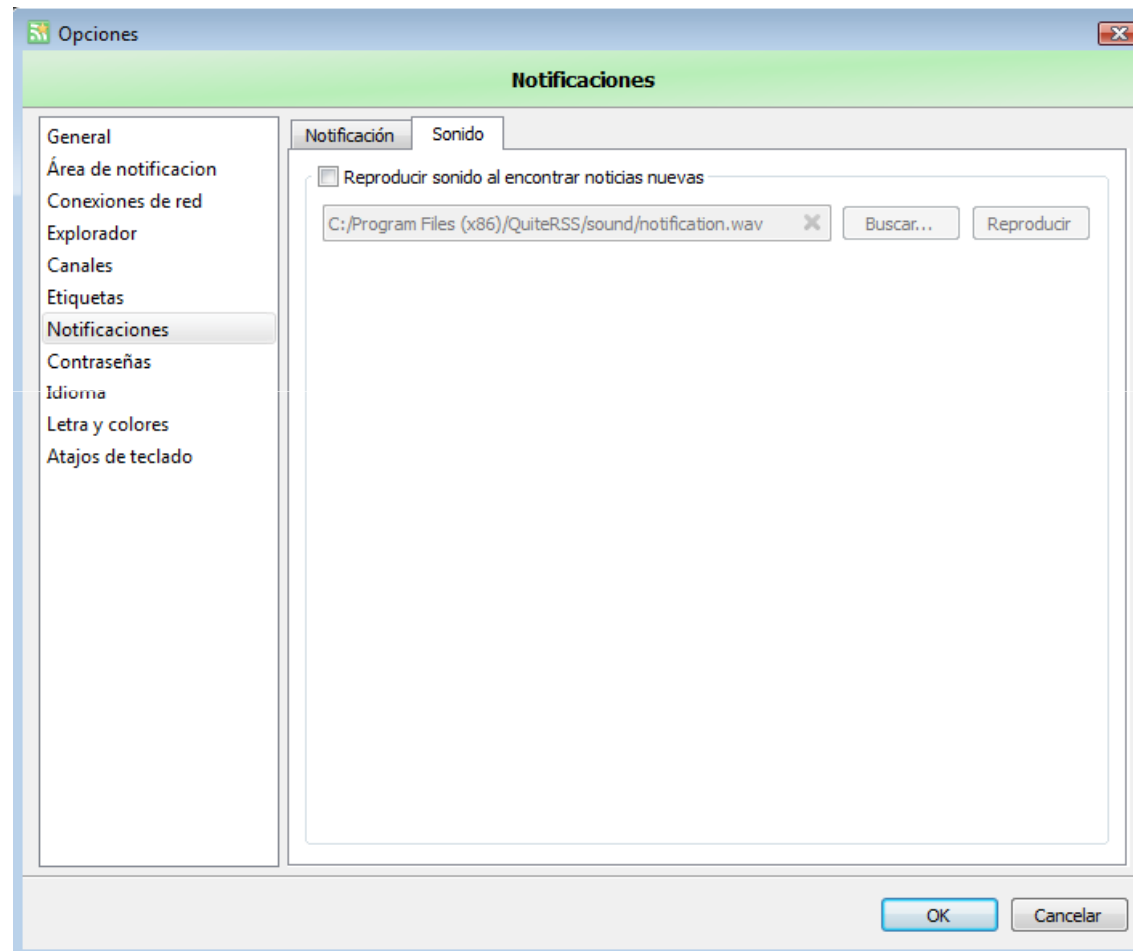 Opciones
Notificaciones
General
Área de notificacion
Conexiones de red
Explorador
Canales
Etiquetas
Notificaciones
Contraseñas
Idioma
Letra y colores
Atajos de teclado
Notificación Sonido
Reproducir sonido al encontrar noticias nuevas
C:/Program Files (x86)/QuiteRSS/sound/notification.wav Buscar... Reproducir
OK Cancelar